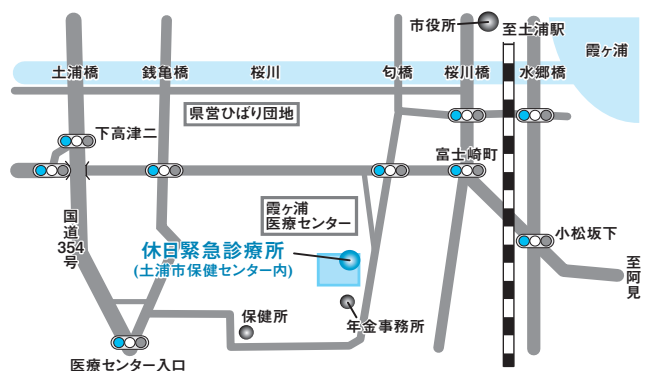 市役所
至土浦駅
霞ヶ浦
土浦橋
銭亀橋
桜川
匂橋
桜川橋
水郷橋
県営ひばり団地
下高津二
富士崎町
霞ヶ浦
医療センター
国道354号
休日緊急診療所
(土浦市保健センター内)
小松坂下
至阿見
保健所
年金事務所
医療センター入口